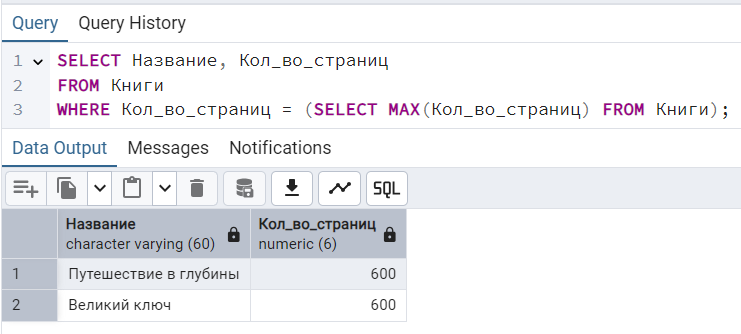 Query Query History
1 SELECT Название, Кол_во_страниц
2 FROM Книги
3 WHERE Кол_во_страниц = (SELECT MAX(Кол_во_страниц) FROM Книги);
Data Output Messages Notifications
SQL
Название Кол_во_страниц
character varying (60) numeric (6)
1 Путешествие в глубины 600
2 Великий ключ 600